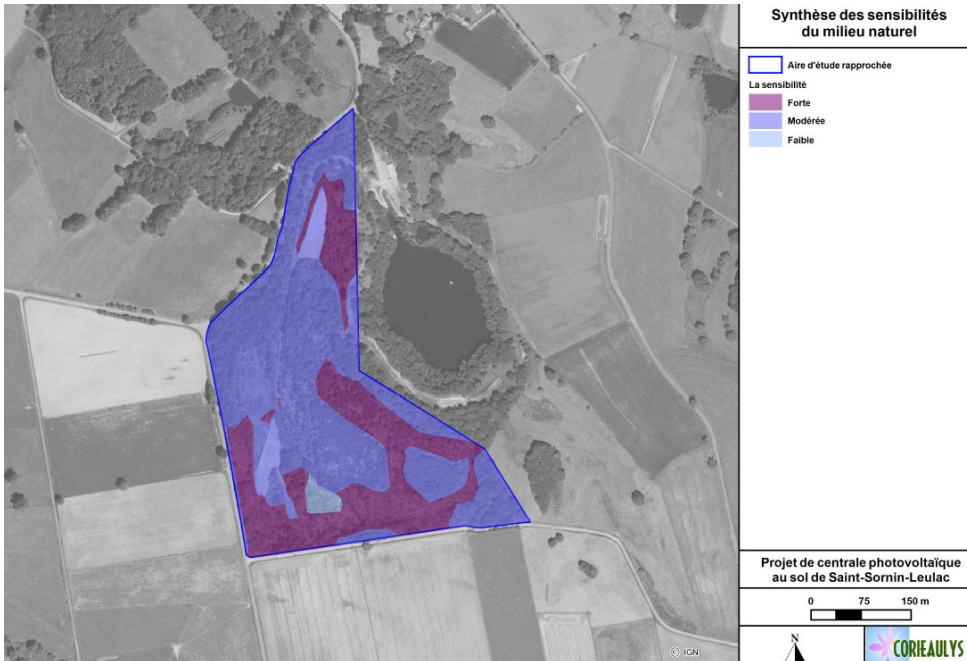 Synthèse des sensibilités
du milieu naturel
Aire d'étude rapprochée
La sensibilité
Forte
Modérée
Faible
Projet de centrale photovoltaïque
au sol de Saint-Sornin-Leulac
0 75 150 m
N
CORIEAULYS
© IGN